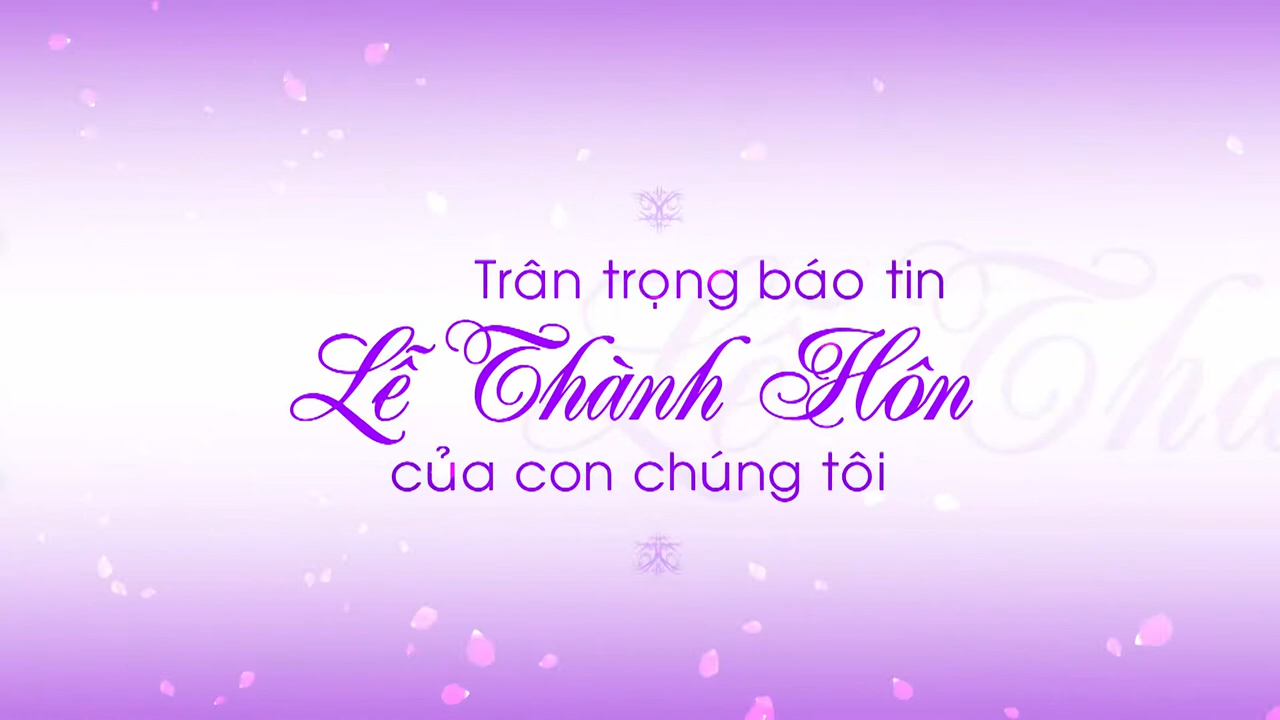 Trân trọng báo tin
Lễ Thành Hôn
của con chúng tôi